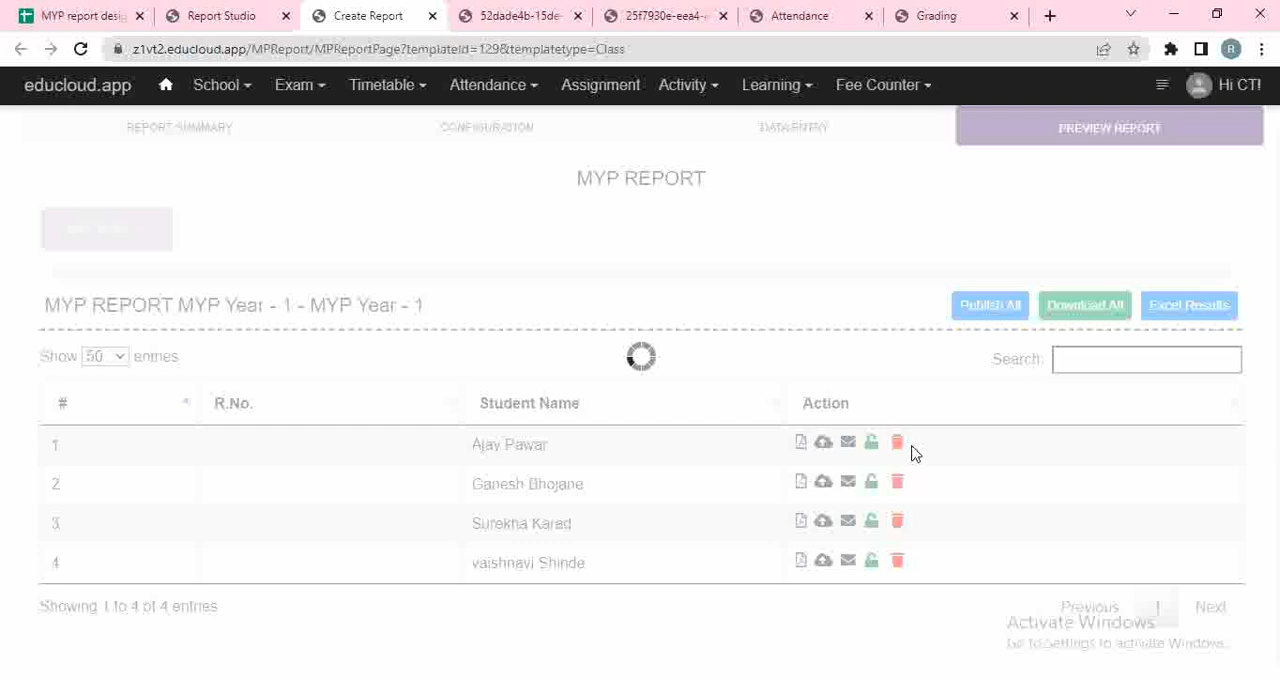 MYP report desig
Report Studio
Create Report
52dade4b-15de-
25f7930e-eea4-
Attendance
Grading
z1vt2.educloud.app/MPReport/MPReportPage?templateId=129&templatetype=Class
R
educloud.app School Exam Timetable Attendance Assignment Activity Learning Fee Counter Hi CT!
REPORT SUMMARY CONFIGURATION DATA ENTRY PREVIEW REPORT
MYP REPORT
MYP REPORT MYP Year - 1 - MYP Year - 1
Publish All Download All Excel Results
Show 50 entries Search:
# R.No. Student Name Action
1 Ajay Pawar
2 Ganesh Bhojane
3 Surekha Karad
4 vaishnavi Shinde
Showing 1 to 4 of 4 entries
Previous 1 Next
Activate Windows
Go to Settings to activate Windows.